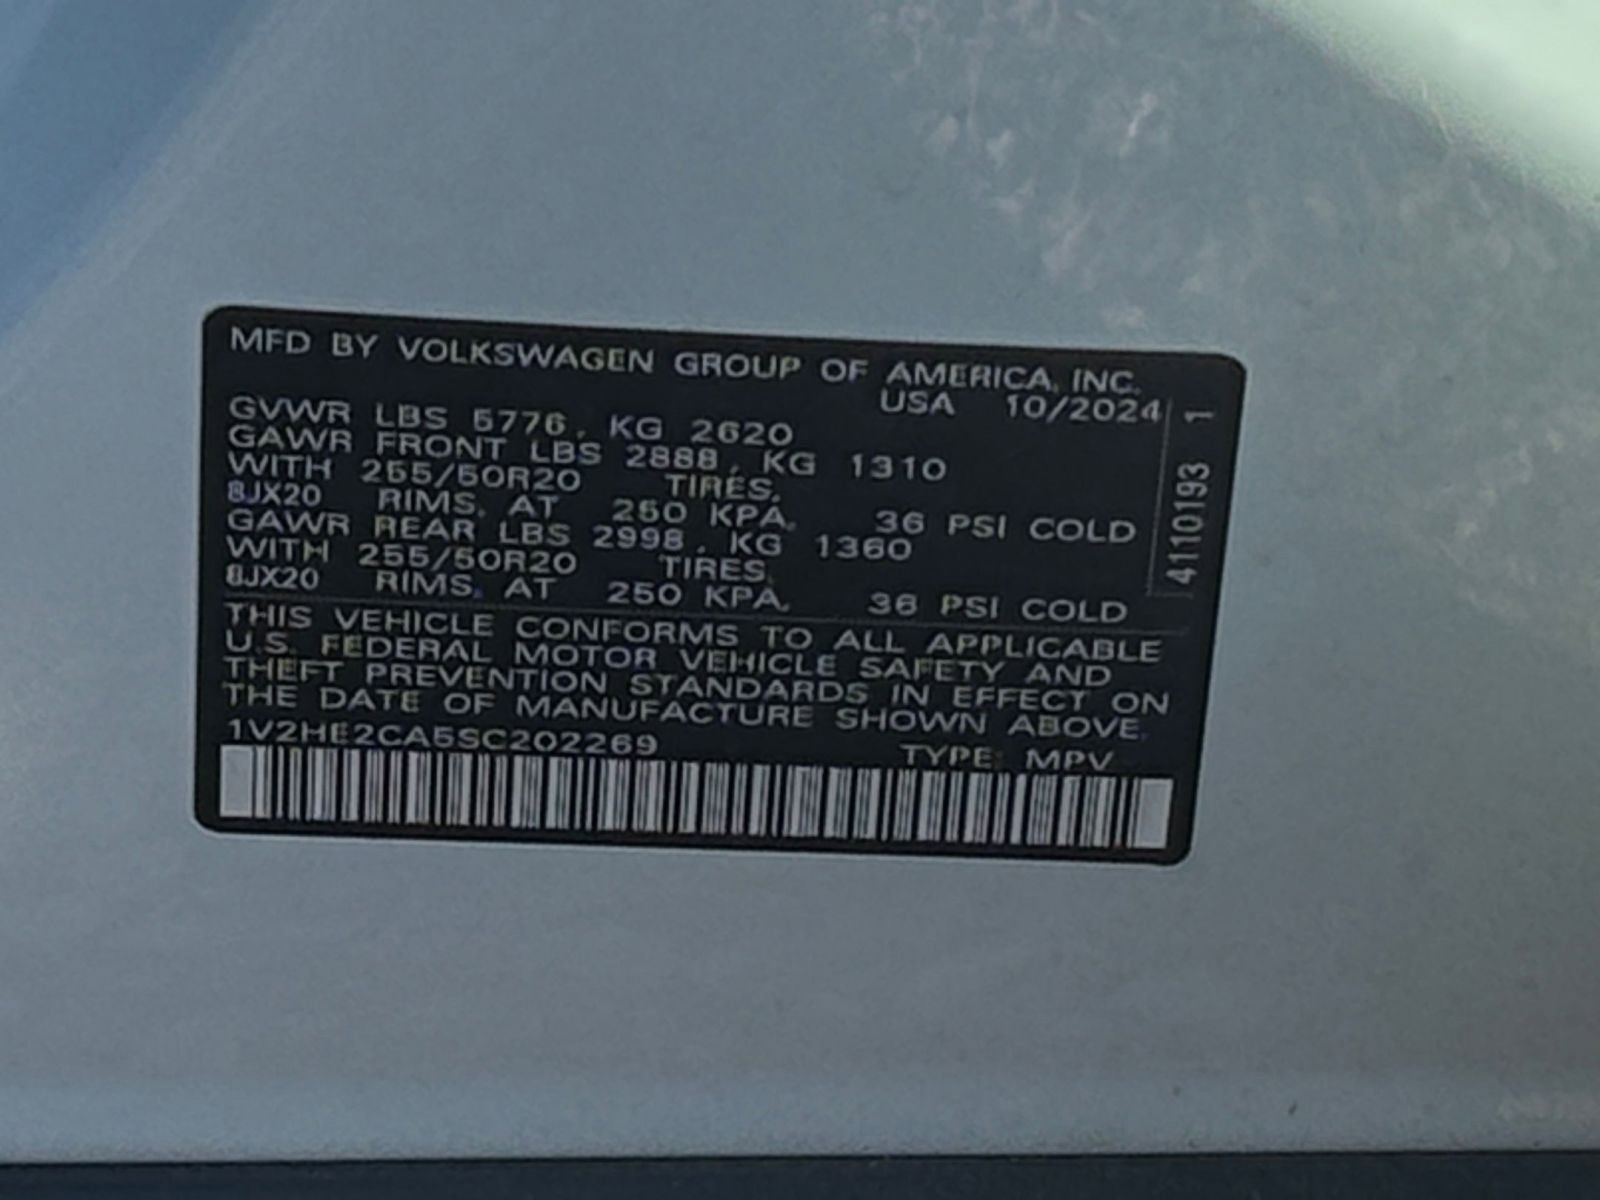 MFD BY VOLKSWAGEN GROUP OF AMERICA, INC.
USA 10/2024
GVWR LBS 5776, KG 2620
GAWR FRONT LBS 2888, KG 1310
WITH 255/50R20 TIRES,
8JX20 RIMS, AT 250 KPA, 36 PSI COLD
GAWR REAR LBS 2998, KG 1360
WITH 255/50R20 TIRES,
8JX20 RIMS, AT 250 KPA, 36 PSI COLD
THIS VEHICLE CONFORMS TO ALL APPLICABLE
U.S. FEDERAL MOTOR VEHICLE SAFETY AND
THEFT PREVENTION STANDARDS IN EFFECT ON
THE DATE OF MANUFACTURE SHOWN ABOVE.
1V2HE2CA5SC202269 TYPE: MPV
4110193 1